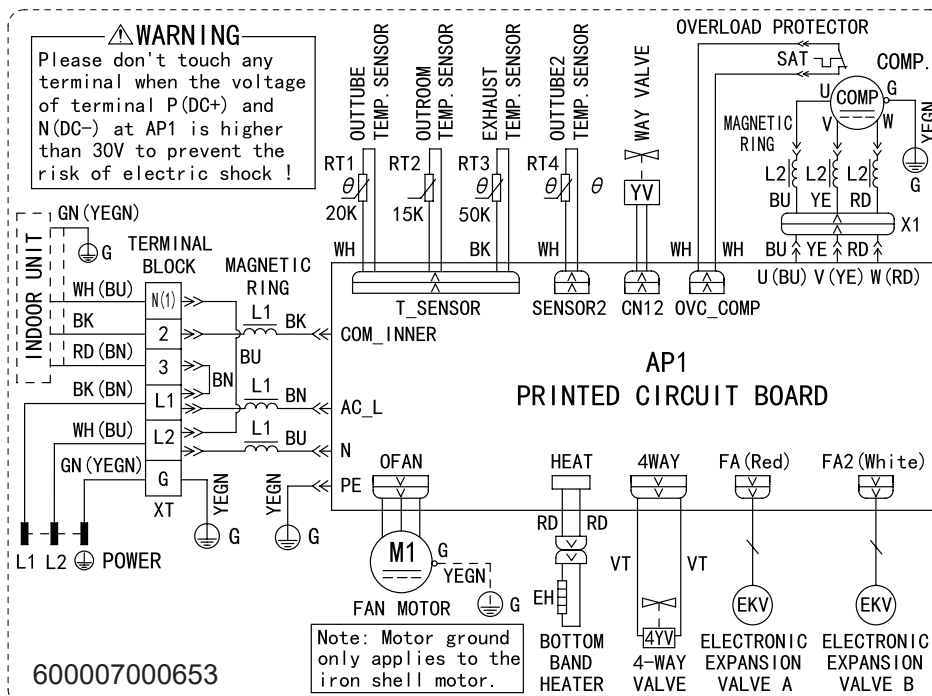 ⚠WARNING
Please don't touch any
terminal when the voltage
of terminal P(DC+) and
N(DC-) at AP1 is higher
than 30V to prevent the
risk of electric shock !
OUTTUBE
TEMP. SENSOR
OUTROOM
TEMP. SENSOR
EXHAUST
TEMP. SENSOR
OUTTUBE2
TEMP. SENSOR
WAY VALVE
OVERLOAD PROTECTOR
SAT
COMP.
U COMP G
V W
YEGN
G
MAGNETIC
RING
L2 L2 L2
BU YE RD
X1
RT1 RT2 RT3 RT4
θ θ θ θ
20K 15K 50K
YV
WH BK WH WH WH BU YE RD
U(BU) V(YE) W(RD)
T_SENSOR SENSOR2 CN12 OVC_COMP
INDOOR UNIT
GN(YEGN)
G
TERMINAL
BLOCK
MAGNETIC
RING
WH(BU) N(1)
BK 2 L1 BK COM_INNER
BU
RD(BN) 3
BN
BK(BN) L1 L1 BN AC_L
WH(BU) L2 L1 BU N
GN(YEGN) G PE
XT
YEGN G
YEGN G
L1 L2 POWER
AP1
PRINTED CIRCUIT BOARD
OFAN HEAT 4WAY FA(Red) FA2(White)
RD RD
VT VT
M1 G
YEGN
G
FAN MOTOR
EH
4YV
EKV EKV
Note: Motor ground
only applies to the
iron shell motor.
BOTTOM
BAND
HEATER
4-WAY
VALVE
ELECTRONIC
EXPANSION
VALVE A
ELECTRONIC
EXPANSION
VALVE B
600007000653